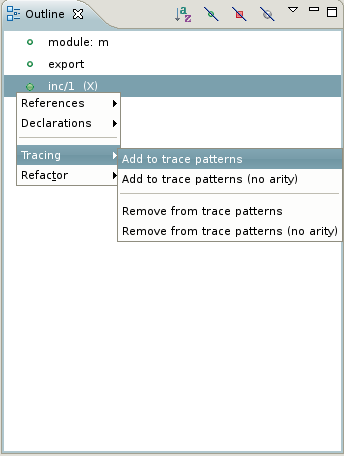 Outline
module: m
export
inc/1 (X)
References
Declarations
Tracing
Refactor
Add to trace patterns
Add to trace patterns (no arity)
Remove from trace patterns
Remove from trace patterns (no arity)